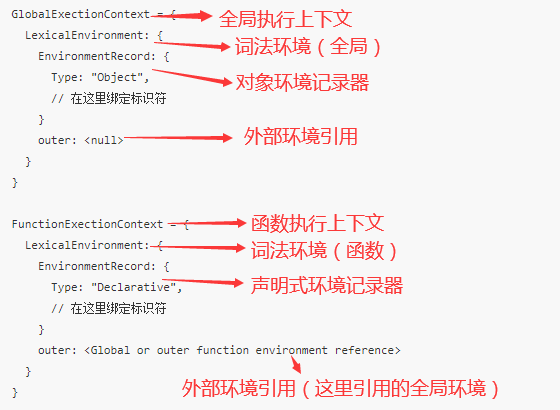 GlobalExectionContext = {
全局执行上下文
LexicalEnvironment: {
词法环境（全局）
EnvironmentRecord: {
Type: "Object",
对象环境记录器
// 在这里绑定标识符
}
outer: <null>
外部环境引用
}
}
FunctionExectionContext = {
函数执行上下文
LexicalEnvironment: {
词法环境（函数）
EnvironmentRecord: {
Type: "Declarative",
声明式环境记录器
// 在这里绑定标识符
}
outer: <Global or outer function environment reference>
}
外部环境引用（这里引用的全局环境）
}